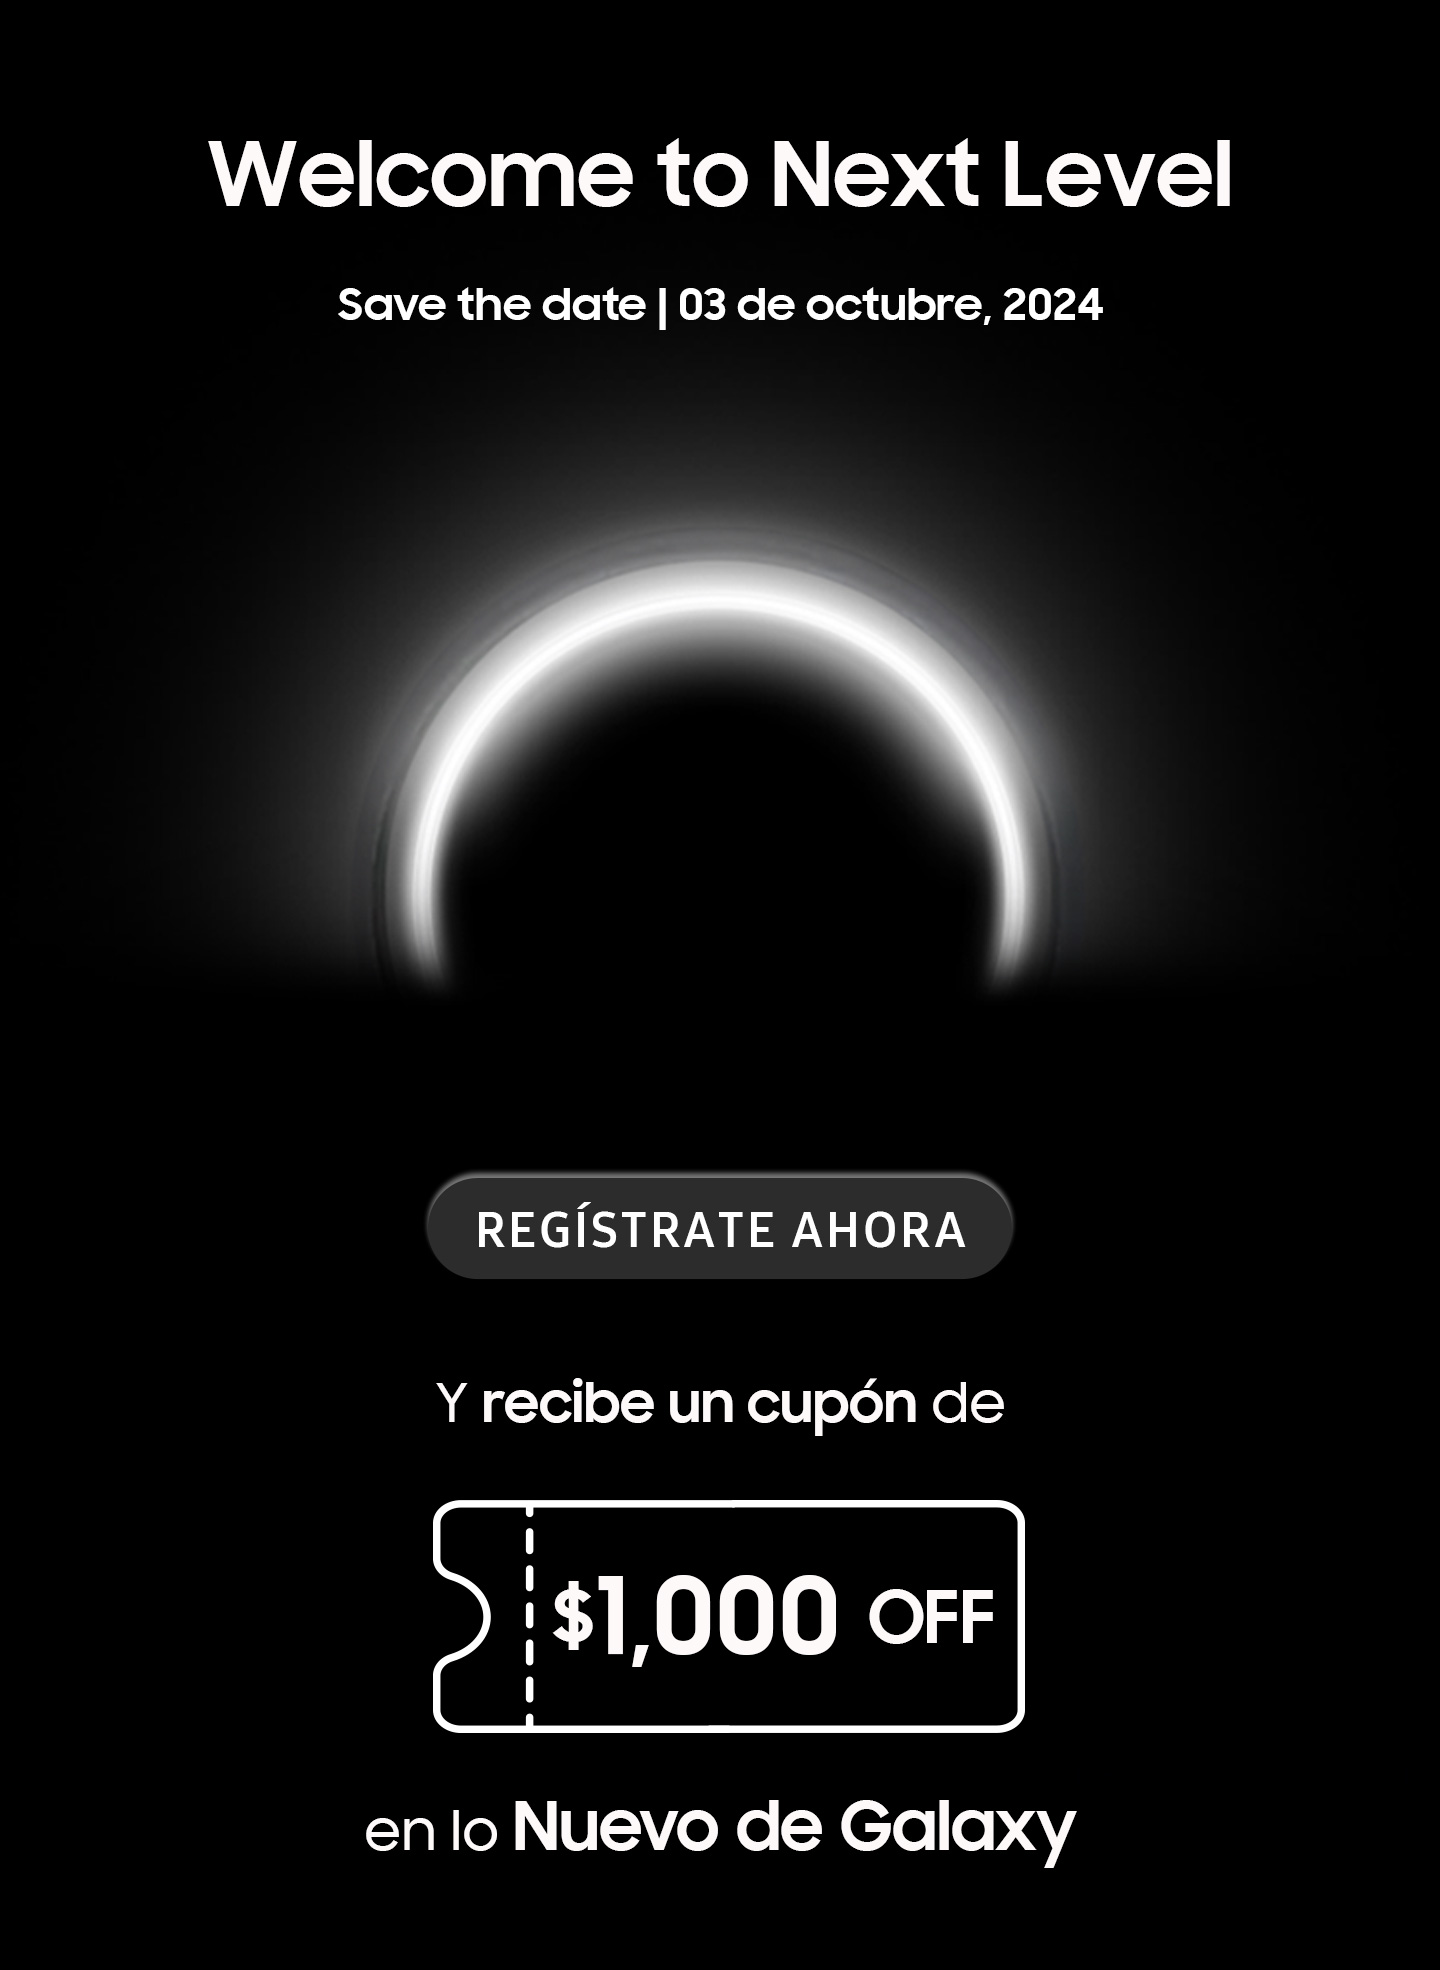 Welcome to Next Level
Save the date | 03 de octubre, 2024
REGÍSTRATE AHORA
Y recibe un cupón de
$1,000 OFF
en lo Nuevo de Galaxy